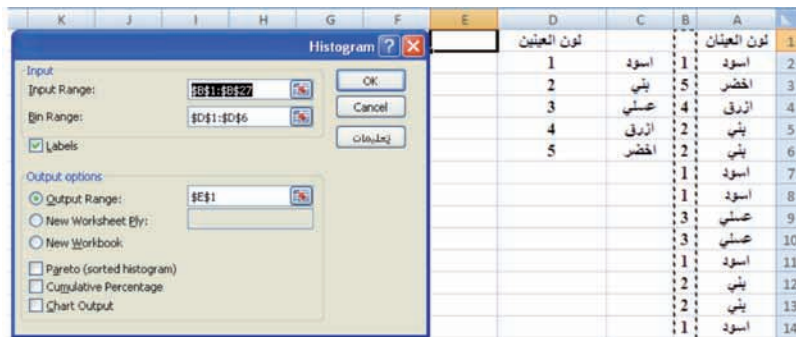 K J I H G F E D C B A
1 لون العينان لون العينين
2 اسود 1 اسود 1
3 اخضر 5 بني 2
4 ازرق 4 عسلي 3
5 بني 2 ازرق 4
6 بني 2 اخضر 5
7 اسود 1
8 اسود 1
9 عسلي 3
10 عسلي 3
11 اسود 1
12 بني 2
13 بني 2
14 اسود 1
Histogram
Input
Input Range: $B$1:$B$27
Bin Range: $D$1:$D$6
Labels
OK
Cancel
تعليمات
Output options
Output Range: $E$1
New Worksheet Ply:
New Workbook
Pareto (sorted histogram)
Cumulative Percentage
Chart Output